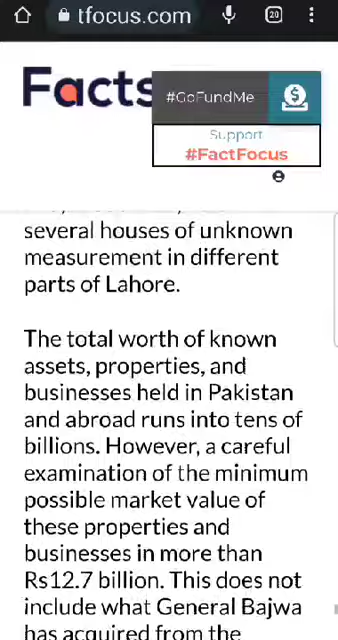 tfocus.com
20
Facts
#GoFundMe
Support
#FactFocus
several houses of unknown
measurement in different
parts of Lahore.
The total worth of known
assets, properties, and
businesses held in Pakistan
and abroad runs into tens of
billions. However, a careful
examination of the minimum
possible market value of
these properties and
businesses in more than
Rs12.7 billion. This does not
include what General Bajwa
has acquired from the